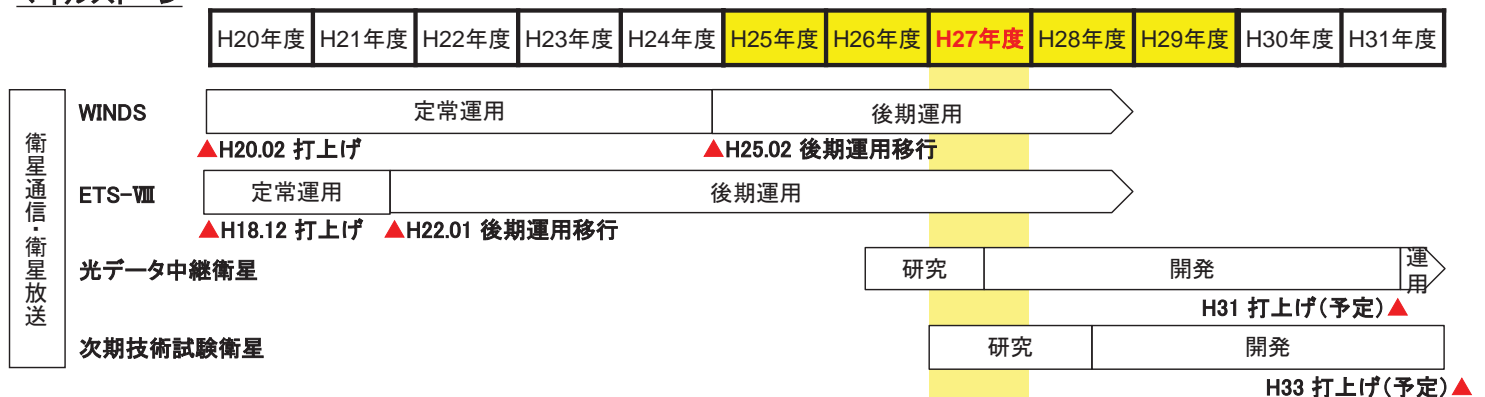 H20年度 H21年度 H22年度 H23年度 H24年度 H25年度 H26年度 H27年度 H28年度 H29年度 H30年度 H31年度
衛星通信・衛星放送
WINDS 定常運用 後期運用
▲H20.02 打上げ ▲H25.02 後期運用移行
ETS-Ⅷ 定常運用 後期運用
▲H18.12 打上げ ▲H22.01 後期運用移行
光データ中継衛星 研究 開発 運用
H31 打上げ(予定)▲
次期技術試験衛星 研究 開発
H33 打上げ(予定)▲